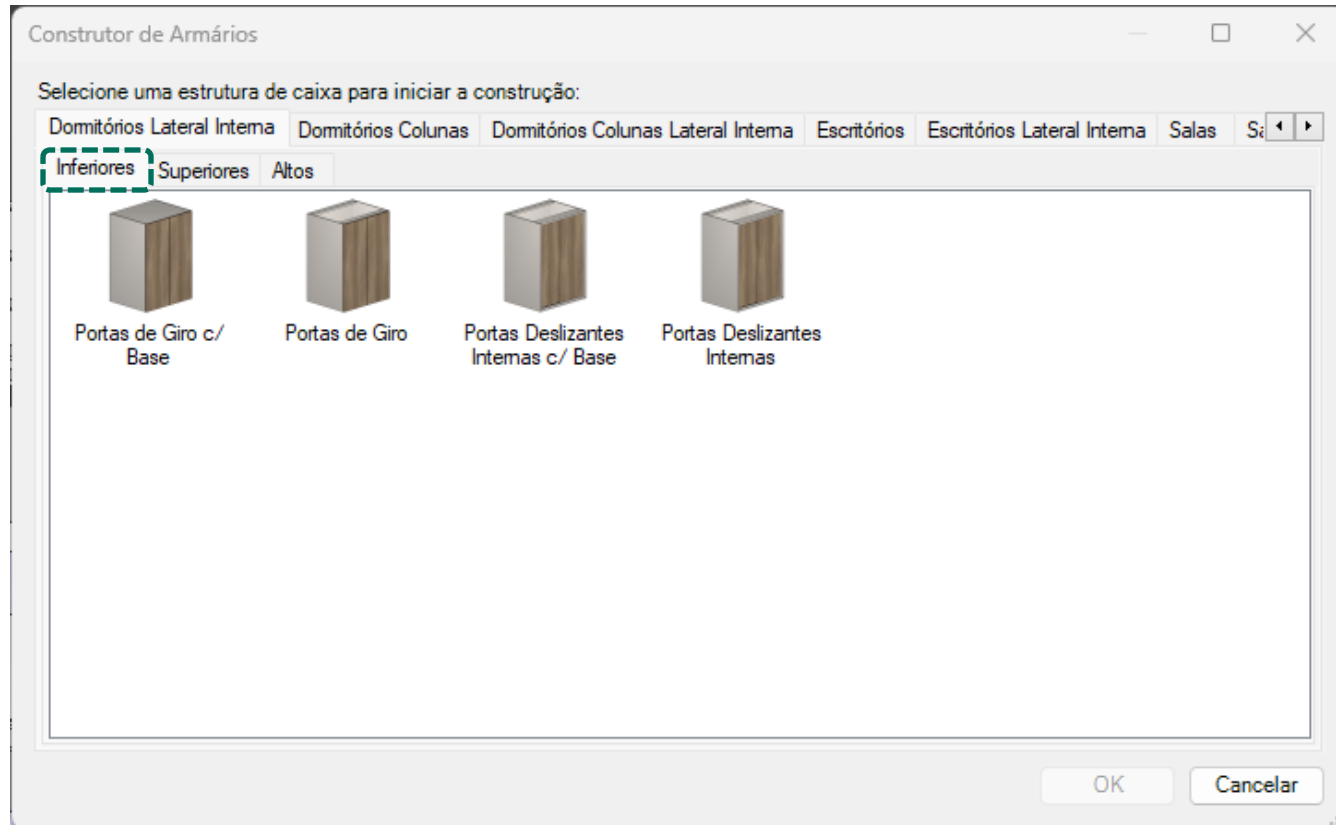 Construtor de Armários
Selecione uma estrutura de caixa para iniciar a construção:
Dormitórios Lateral Interna Dormitórios Colunas Dormitórios Colunas Lateral Interna Escritórios Escritórios Lateral Interna Salas
Inferiores Superiores Altos
Portas de Giro c/
Base
Portas de Giro
Portas Deslizantes
Internas c/ Base
Portas Deslizantes
Internas
OK Cancelar